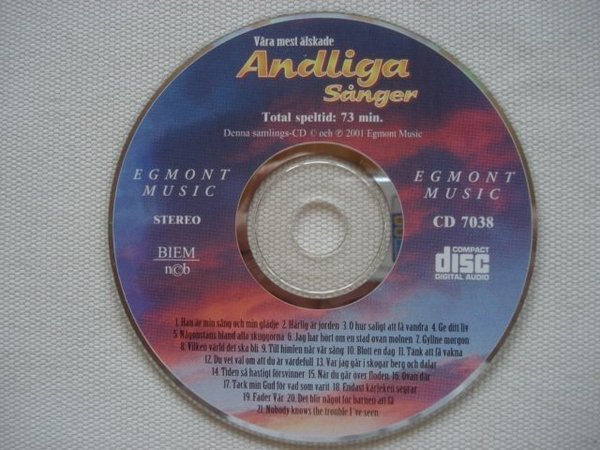 Våra mest älskade
Andliga
Sånger
Total speltid: 73 min.
Denna samlings-CD © och ℗ 2001 Egmont Music
EGMONT
MUSIC
EGMONT
MUSIC
STEREO
CD 7038
BIEM
n©b
COMPACT
disc
DIGITAL AUDIO
1. Han är min sång och min glädje 2. Härlig är jorden 3. O hur saligt att få vandra 4. Ge ditt liv
5. Någonstans bland alla skuggorna 6. Jag har hört om en stad ovan molnen 7. Gyllne morgon
8. Vilken värld det ska bli 9. Till himlen når vår sång 10. Blott en dag 11. Tänk att få vakna
12. Du vet väl om att du är värdefull 13. Var jag går i skogar berg och dalar
14. Tiden så hastigt försvinner 15. När du går över floden 16. Ovan där
17. Tack min Gud för vad som varit 18. Endast kärleken segrar
19. Fader Vår 20. Det blir något för barnen att få
21. Nobody knows the trouble I've seen